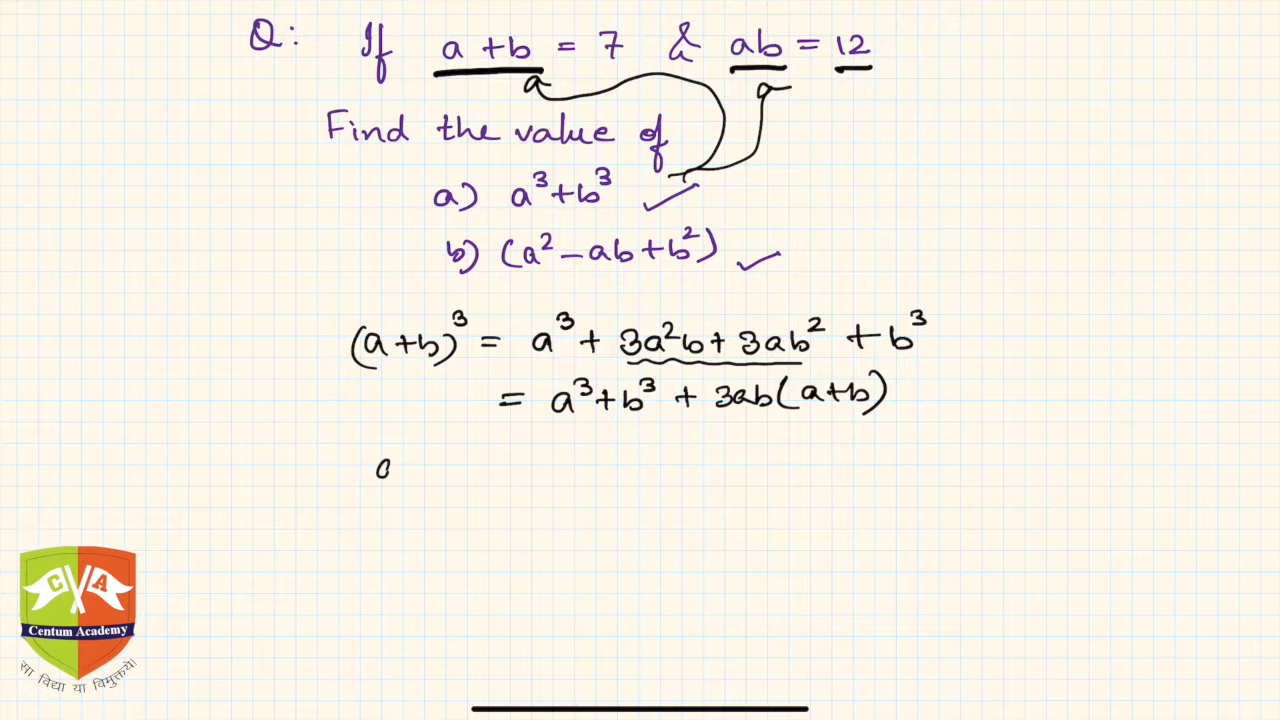 Q: If a + b = 7 & ab = 12
Find the value of
a) a³+b³ ✓
b) (a² - ab + b²) ✓
(a+b)³ = a³ + 3a²b + 3ab² + b³
= a³+b³ + 3ab(a+b)
a
C A
Centum Academy
सा विद्या या विमुक्तये।